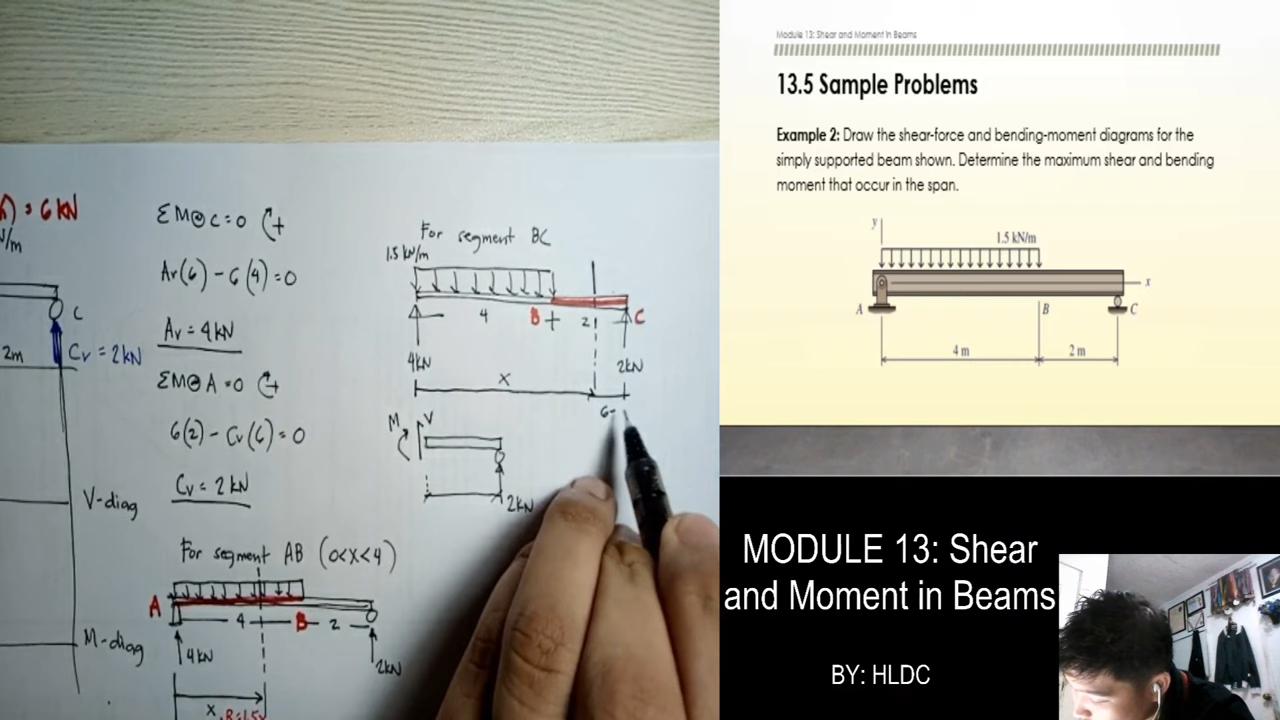 ) = 6 kN
N/m
C
2m
Cv = 2 kN
V-diag
M-diag
ΣM@C=0 +
Av(6) - 6(4) = 0
Av = 4 kN
ΣM@A=0 +
6(2) - Cv(6) = 0
Cv = 2 kN
For segment AB (0<x<4)
A
4
B
2
4 kN
2kN
x
R=1.5x
For segment BC
1.5 kN/m
4
B
2
C
4kN
2kN
x
6-
M
V
2kN
Module 13: Shear and Moment in Beams
13.5 Sample Problems
Example 2: Draw the shear-force and bending-moment diagrams for the
simply supported beam shown. Determine the maximum shear and bending
moment that occur in the span.
y
1.5 kN/m
x
A
B
C
4 m
2 m
MODULE 13: Shear
and Moment in Beams
BY: HLDC